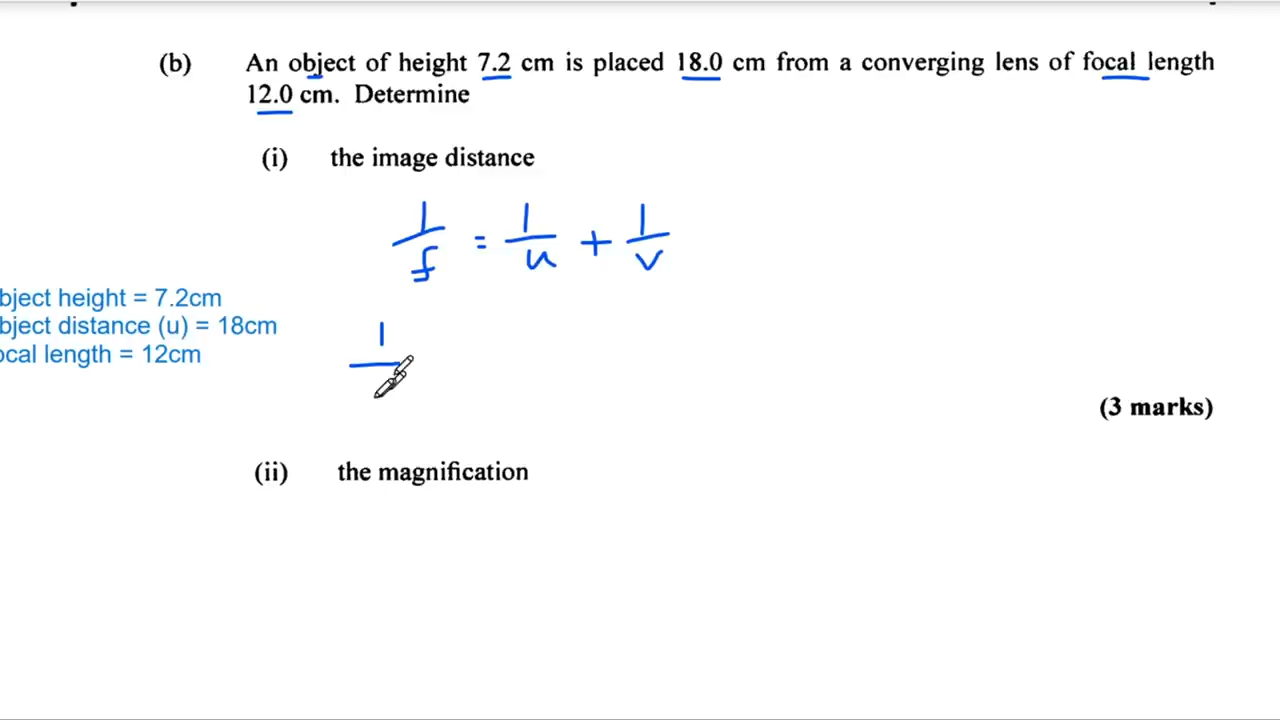 (b) An object of height 7.2 cm is placed 18.0 cm from a converging lens of focal length
12.0 cm. Determine
(i) the image distance
1/f = 1/u + 1/v
bject height = 7.2cm
bject distance (u) = 18cm
ocal length = 12cm
1
(3 marks)
(ii) the magnification